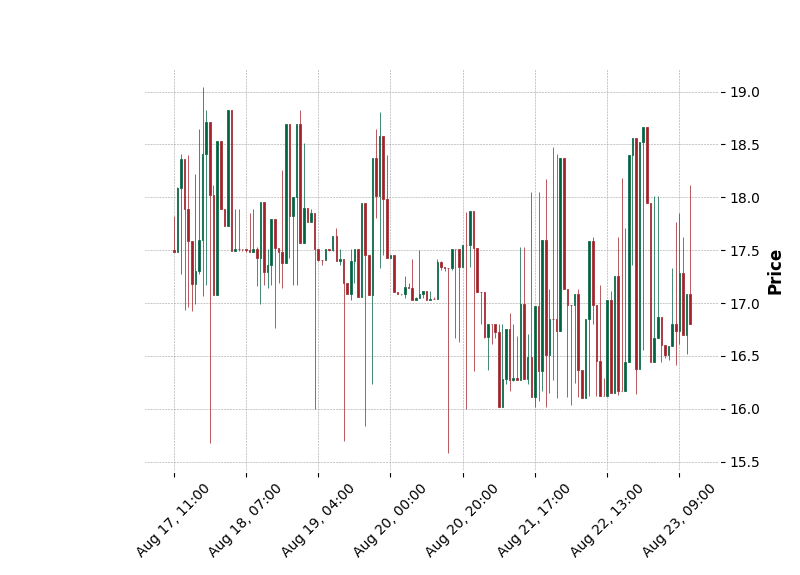 19.0
18.5
18.0
17.5
17.0
16.5
16.0
15.5
Price
Aug 17, 11:00
Aug 18, 07:00
Aug 19, 04:00
Aug 20, 00:00
Aug 20, 20:00
Aug 21, 17:00
Aug 22, 13:00
Aug 23, 09:00